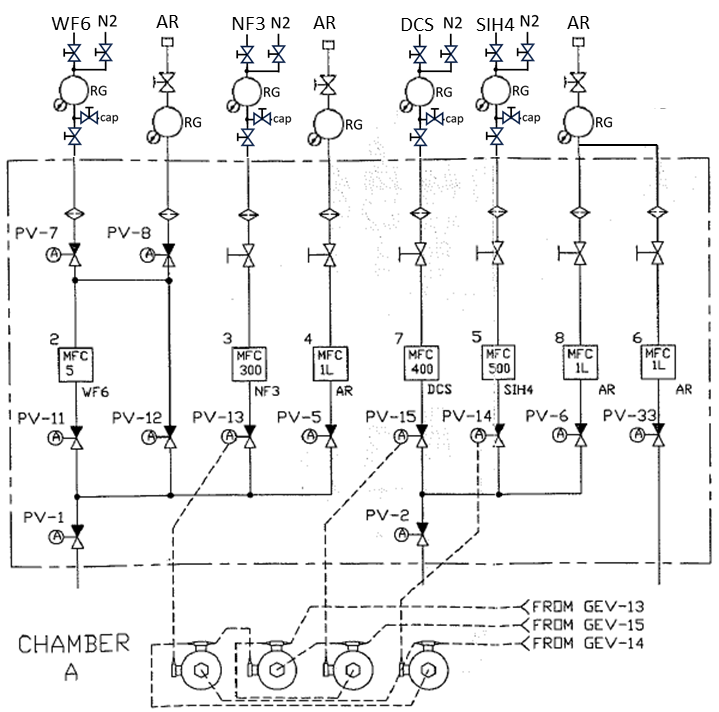 WF6 N2 AR NF3 N2 AR DCS N2 SIH4 N2 AR
RG RG RG RG RG RG RG
cap cap cap cap
PV-7 PV-8
A A
2 3 4 7 5 8 6
MFC MFC MFC MFC MFC MFC MFC
5 300 1L 400 500 1L 1L
WF6 NF3 AR DCS SIH4 AR AR
PV-11 PV-12 PV-13 PV-5 PV-15 PV-14 PV-6 PV-33
A A A A A A A A
PV-1 PV-2
A A
FROM GEV-13
FROM GEV-15
FROM GEV-14
CHAMBER
A